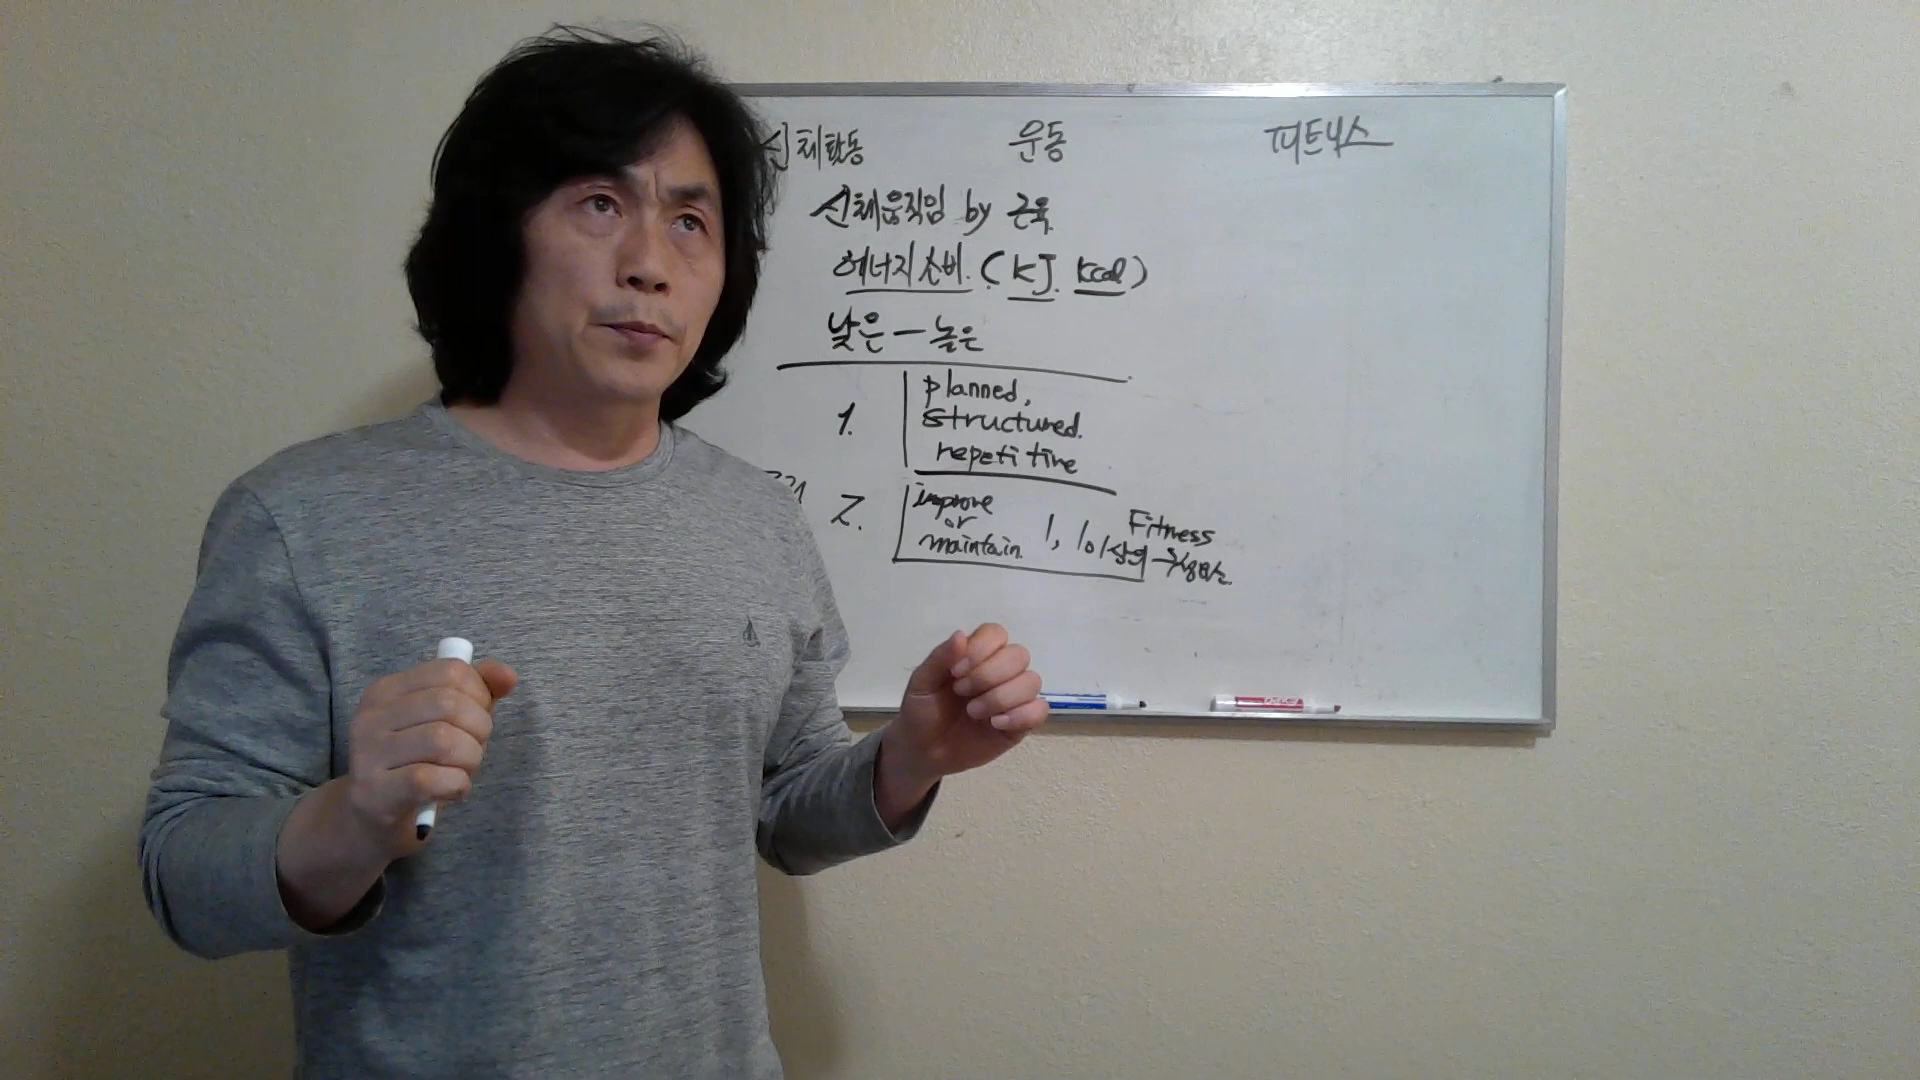 신체활동 운동 피트니스
신체움직임 by 근육
에너지소비. (KJ. Kcal)
낮은 — 높은
1. planned,
structured.
repetitive
2. improve
or
maintain. 1, 1 이상의
Fitness
구성요소.
EXPO